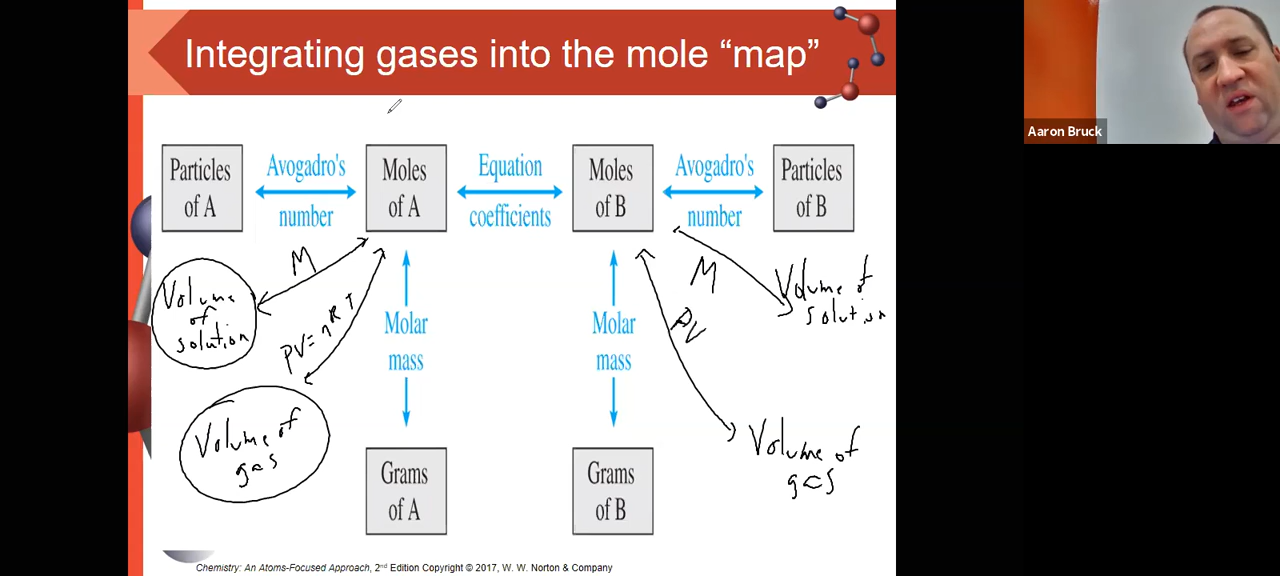 Integrating gases into the mole “map”
Aaron Bruck
Particles
of A
Avogadro's
number
Moles
of A
Equation
coefficients
Moles
of B
Avogadro's
number
Particles
of B
M
Volume
of
solution
PV=nRT
Molar
mass
Volume of
gas
Grams
of A
M
Volume of
solution
PV
Molar
mass
Volume of
gas
Grams
of B
Chemistry: An Atoms-Focused Approach, 2nd Edition Copyright © 2017, W. W. Norton & Company